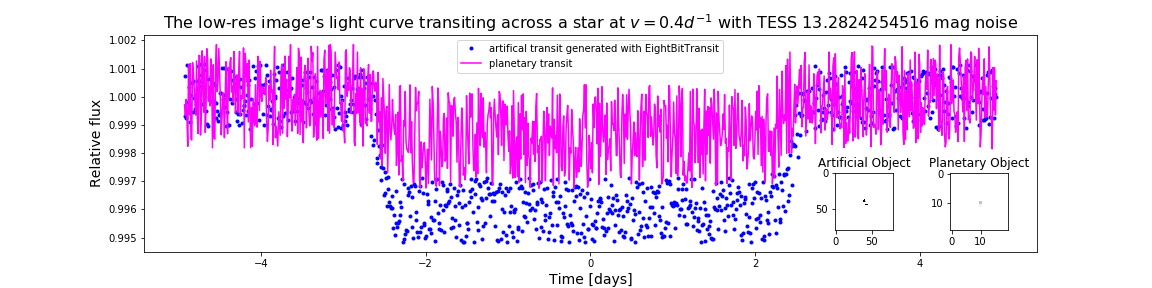 The low-res image's light curve transiting across a star at v = 0.4d⁻¹ with TESS 13.2824254516 mag noise
Relative flux
1.002
1.001
1.000
0.999
0.998
0.997
0.996
0.995
artifical transit generated with EightBitTransit
planetary transit
Artificial Object
0
50
0 50
Planetary Object
0
10
0 10
−4 −2 0 2 4
Time [days]